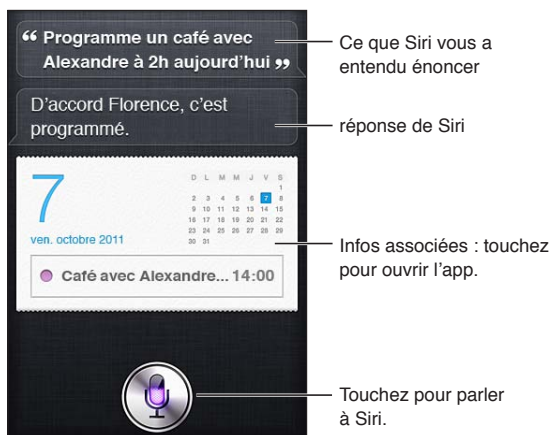 “ Programme un café avec
Alexandre à 2h aujourd'hui ”
D'accord Florence, c'est
programmé.
7
ven. octobre 2011
D L M M J V S
1
2 3 4 5 6 7 8
9 10 11 12 13 14 15
16 17 18 19 20 21 22
23 24 25 26 27 28 29
30 31
Café avec Alexandre... 14:00
Ce que Siri vous a
entendu énoncer
réponse de Siri
Infos associées : touchez
pour ouvrir l'app.
Touchez pour parler
à Siri.